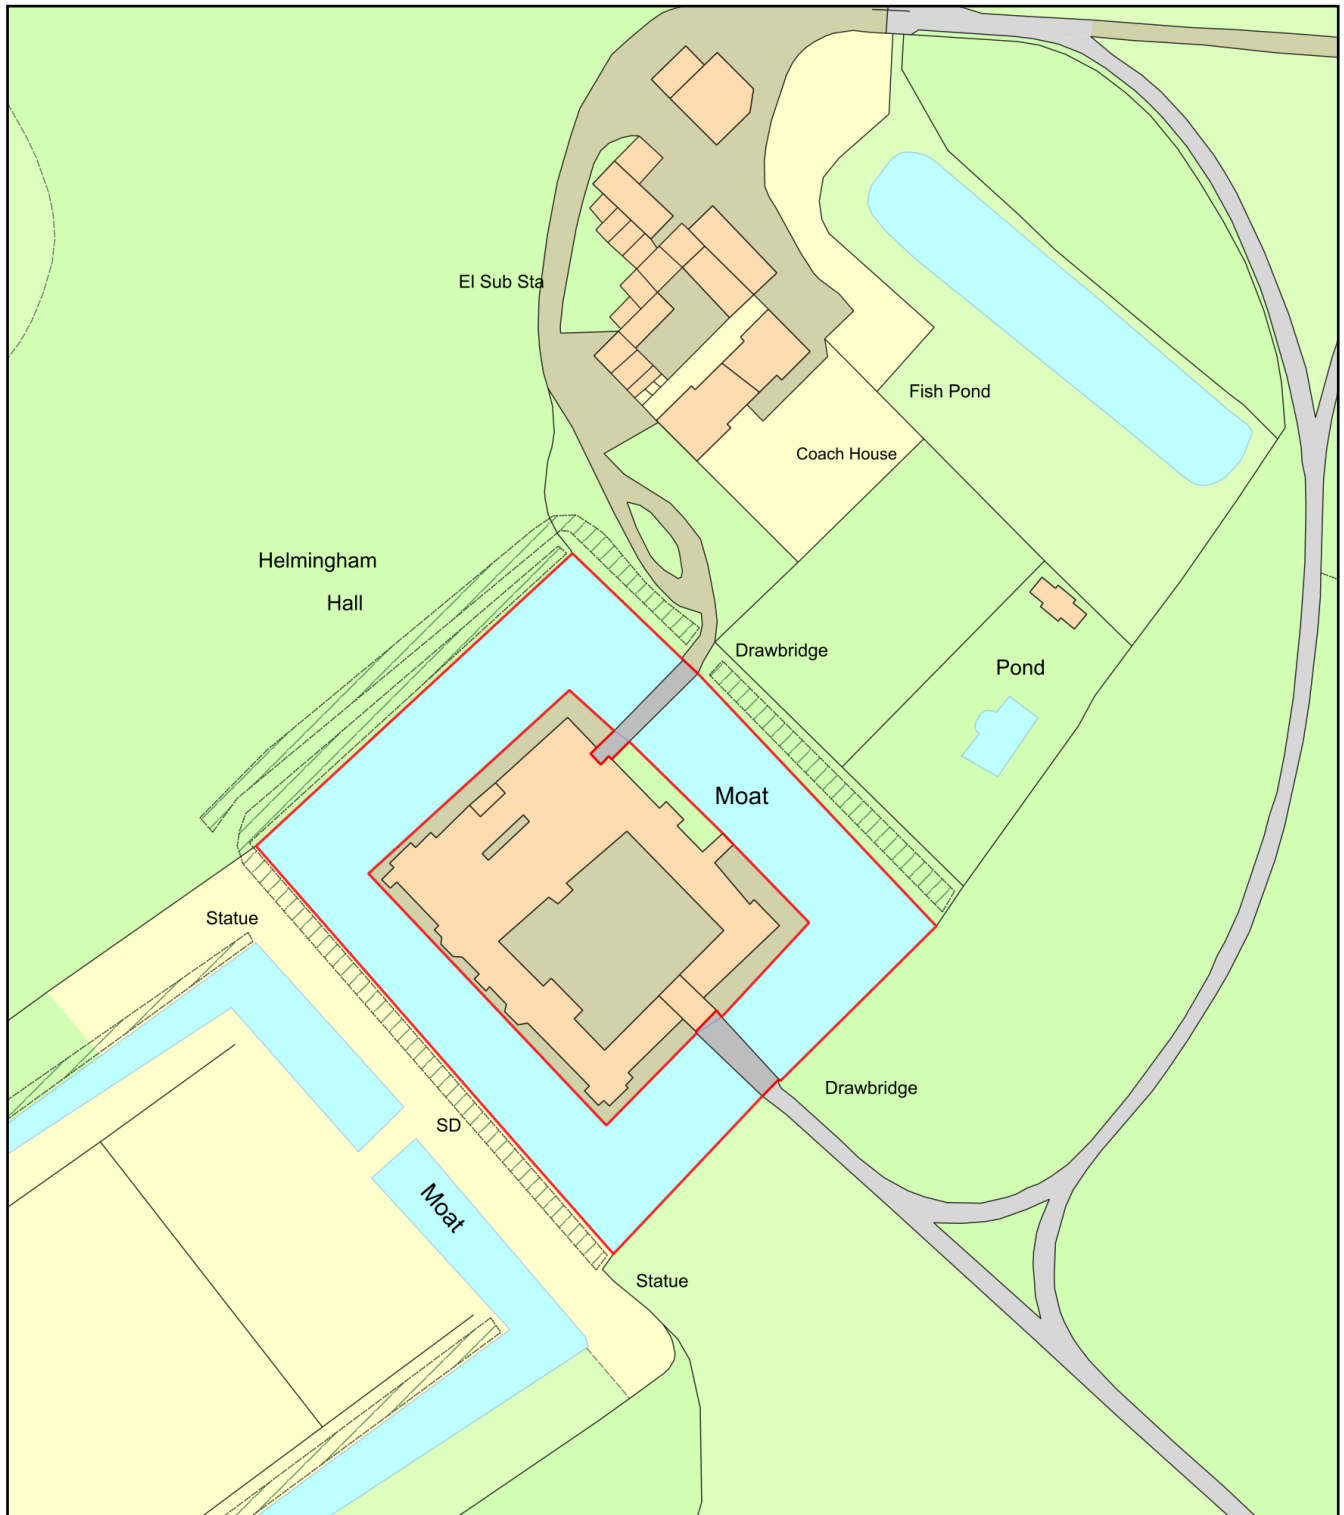 El Sub Sta
Fish Pond
Coach House
Helmingham
Hall
Drawbridge
Pond
Moat
Statue
Drawbridge
SD
Moat
Statue